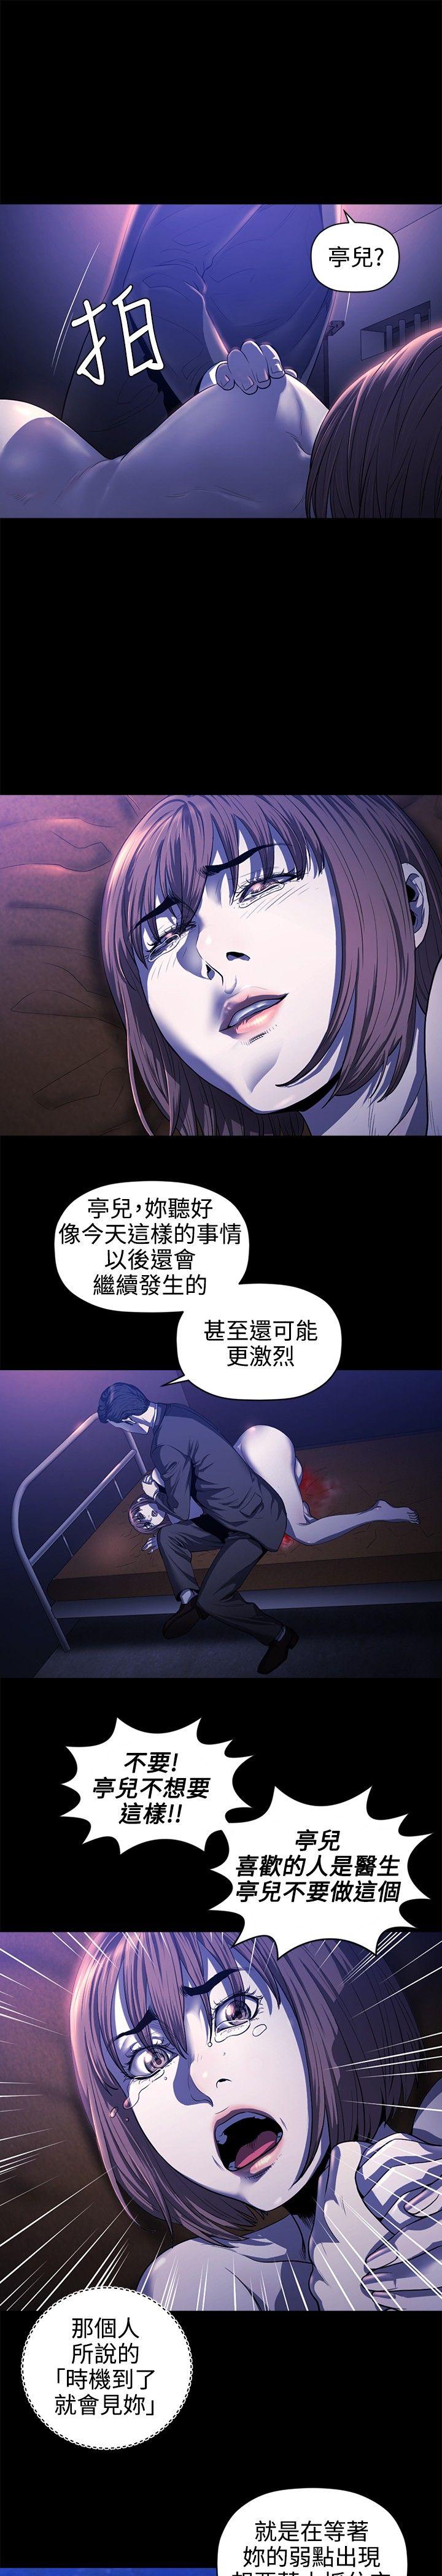 亭兒?
拍
亭兒,妳聽好
像今天這樣的事情
以後還會
繼續發生的
甚至還可能
更激烈
不要!
亭兒不想要
這樣!!
亭兒
喜歡的人是醫生
亭兒不要做這個
那個人
所說的
「時機到了
就會見妳」
就是在等著
妳的弱點出現